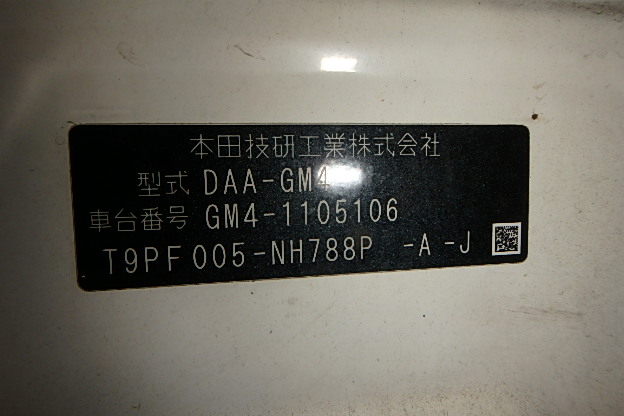 本田技研工業株式会社
型式 DAA-GM4
車台番号 GM4-1105106
T9PF005-NH788P -A-J